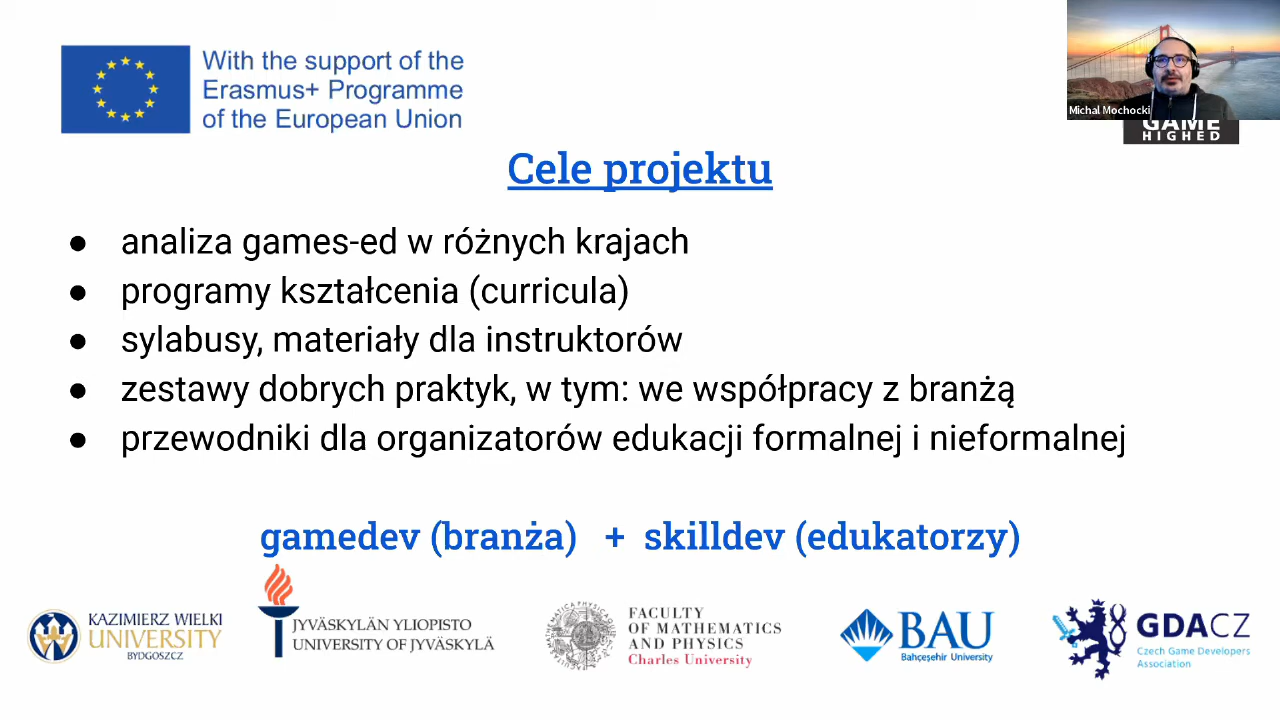 With the support of the
Erasmus+ Programme
of the European Union
Michal Mochocki
GAME
HIGHED
Cele projektu
● analiza games-ed w różnych krajach
● programy kształcenia (curricula)
● sylabusy, materiały dla instruktorów
● zestawy dobrych praktyk, w tym: we współpracy z branżą
● przewodniki dla organizatorów edukacji formalnej i nieformalnej
gamedev (branża) + skilldev (edukatorzy)
KAZIMIERZ WIELKI
UNIVERSITY
BYDGOSZCZ
JYVÄSKYLÄN YLIOPISTO
UNIVERSITY OF JYVÄSKYLÄ
FACULTY
OF MATHEMATICS
AND PHYSICS
Charles University
BAU
Bahçeşehir University
GDACZ
Czech Game Developers
Association